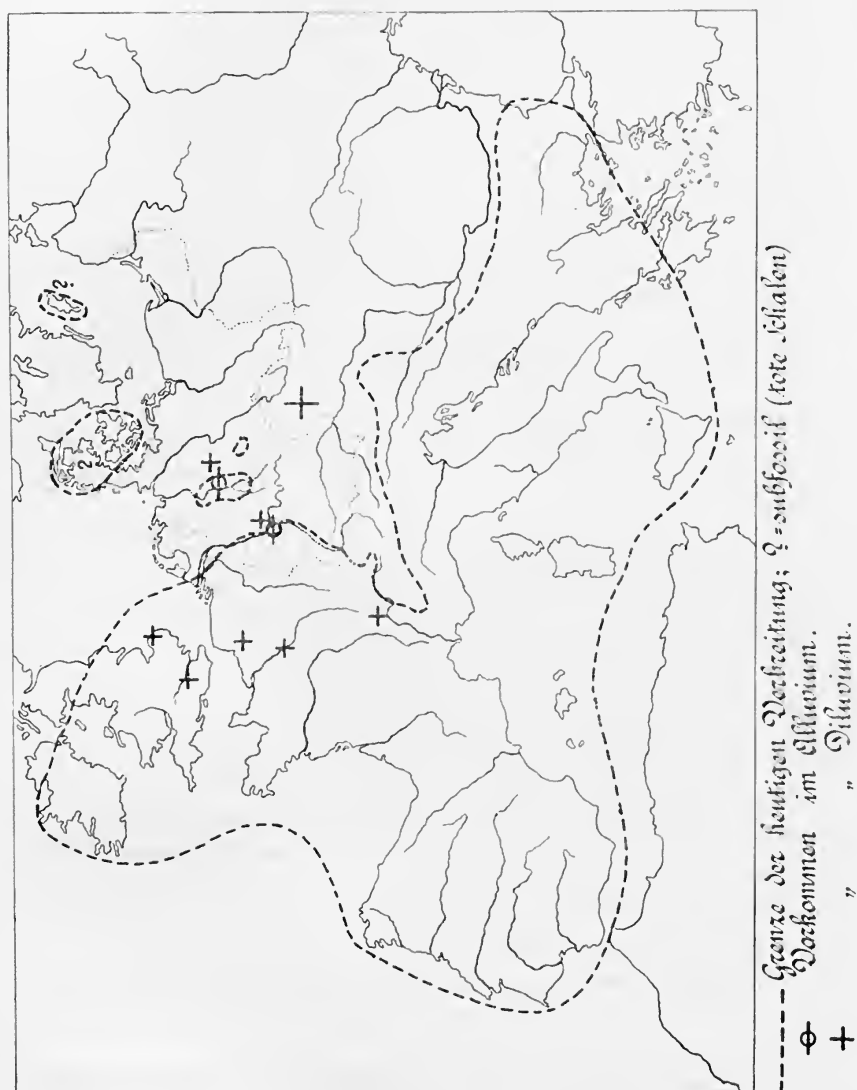 Grenze der heutigen Verbreitung; ? = subfossil (tote Schalen)
Vorkommen im Alluvium.
" " Diluvium.
?
?